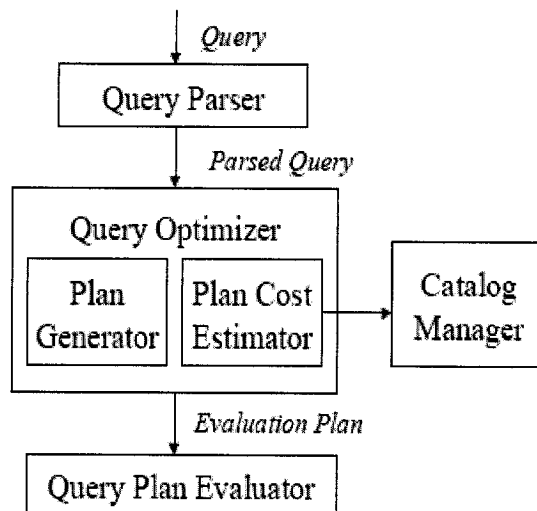 Query
Query Parser
Parsed Query
Query Optimizer
Plan
Generator
Plan Cost
Estimator
Catalog
Manager
Evaluation Plan
Query Plan Evaluator